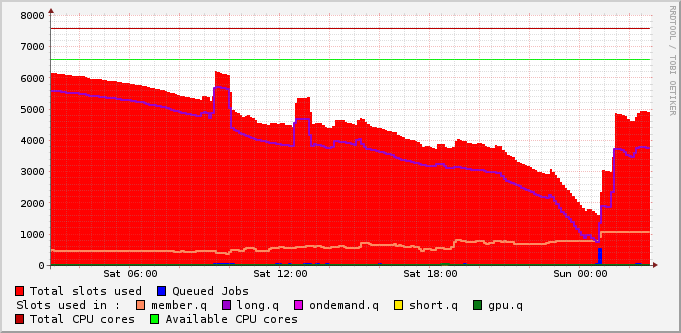 RRDTOOL / TOBI OETIKER
8000
7000
6000
5000
4000
3000
2000
1000
0
Sat 06:00 Sat 12:00 Sat 18:00 Sun 00:00
Total slots used Queued Jobs
Slots used in : member.q long.q ondemand.q short.q gpu.q
Total CPU cores Available CPU cores